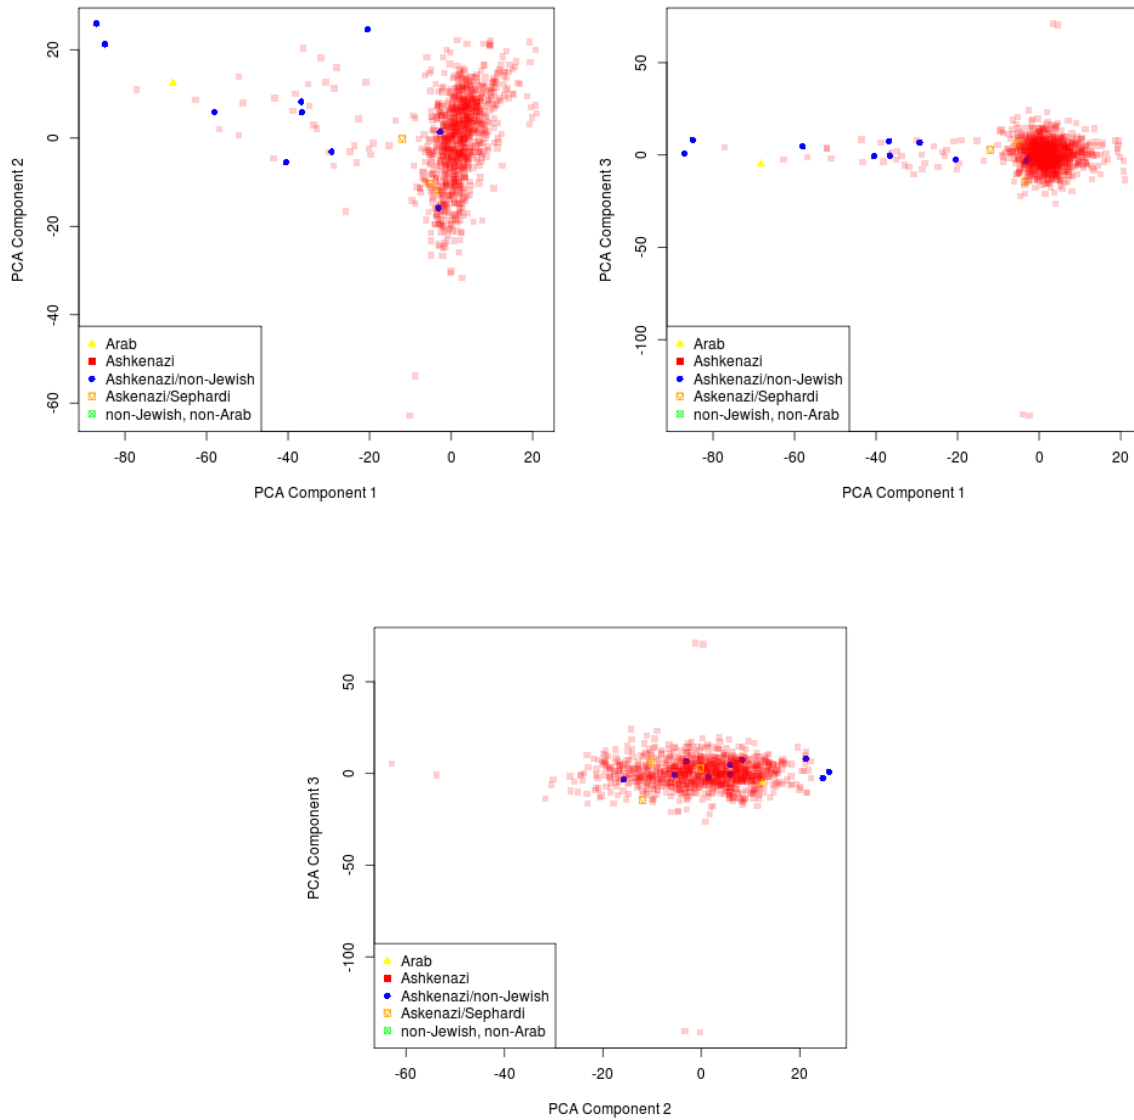 20
0
-20
-40
-60
PCA Component 2
Arab
Ashkenazi
Ashkenazi/non-Jewish
Askenazi/Sephardi
non-Jewish, non-Arab
-80 -60 -40 -20 0 20
PCA Component 1
50
0
-50
-100
PCA Component 3
Arab
Ashkenazi
Ashkenazi/non-Jewish
Askenazi/Sephardi
non-Jewish, non-Arab
-80 -60 -40 -20 0 20
PCA Component 1
50
0
-50
-100
PCA Component 3
Arab
Ashkenazi
Ashkenazi/non-Jewish
Askenazi/Sephardi
non-Jewish, non-Arab
-60 -40 -20 0 20
PCA Component 2